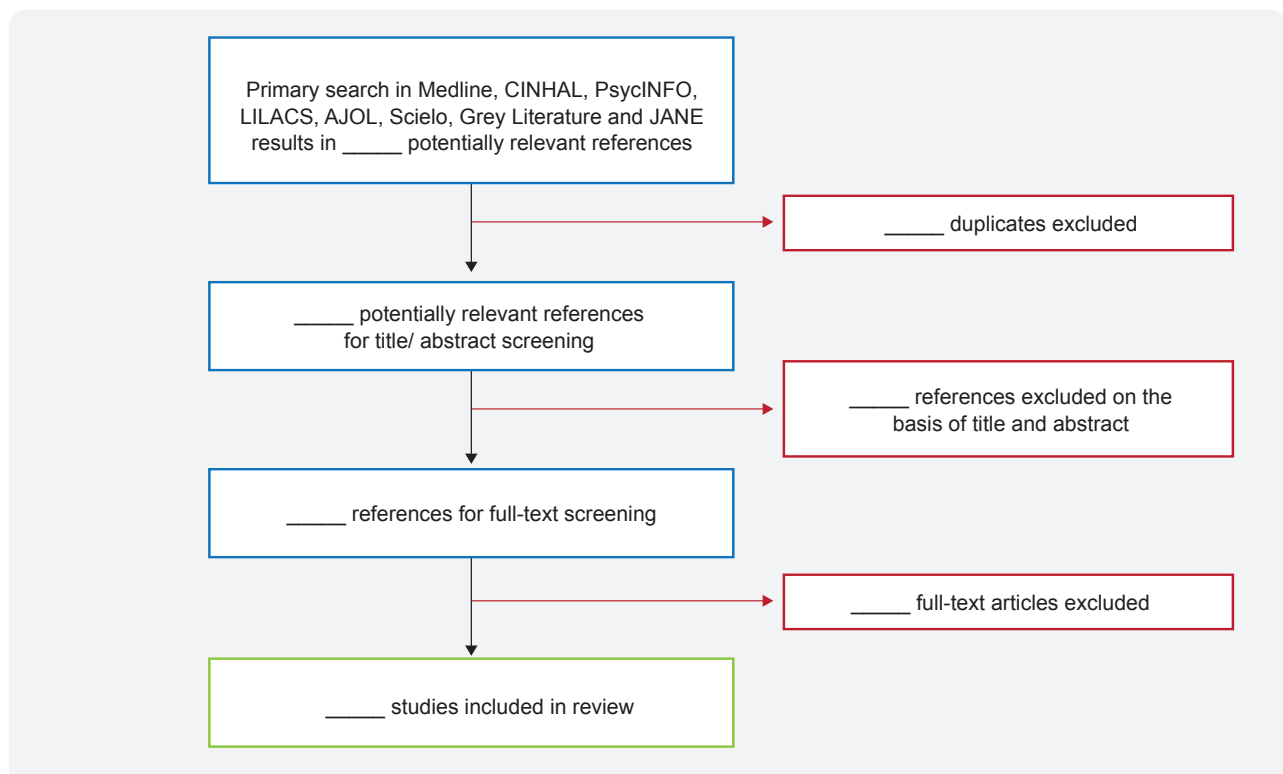 Primary search in Medline, CINHAL, PsycINFO,
LILACS, AJOL, Scielo, Grey Literature and JANE
results in _____ potentially relevant references
_____ duplicates excluded
_____ potentially relevant references
for title/ abstract screening
_____ references excluded on the
basis of title and abstract
_____ references for full-text screening
_____ full-text articles excluded
_____ studies included in review